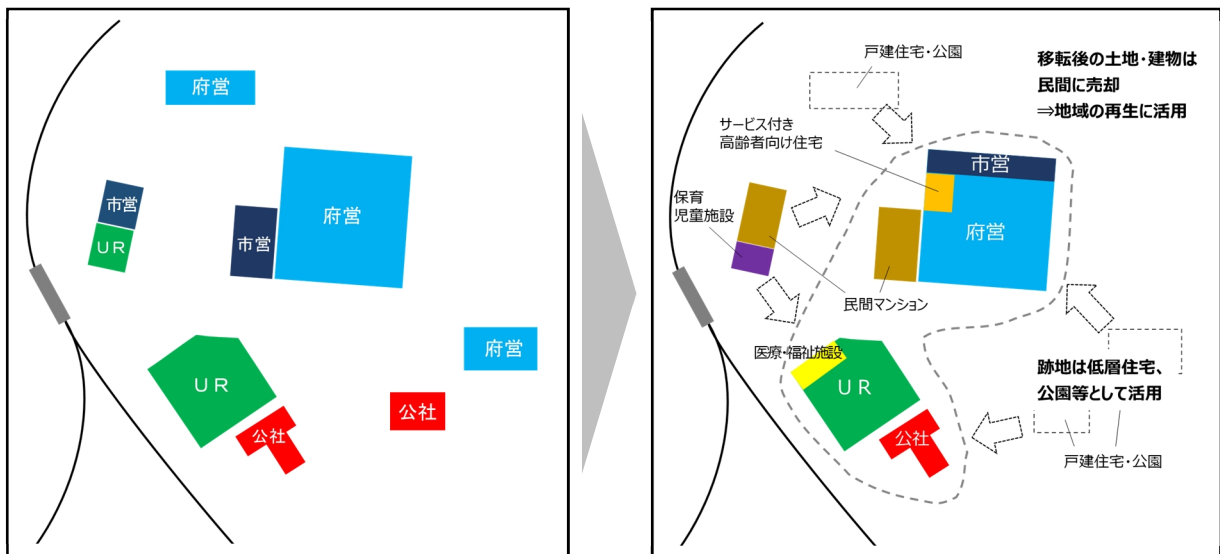 府営
市営
UR
市営
府営
府営
UR
公社
公社
戸建住宅・公園
移転後の土地・建物は
民間に売却
⇒地域の再生に活用
サービス付き
高齢者向け住宅
市営
保育
児童施設
府営
民間マンション
医療・福祉施設
UR
跡地は低層住宅、
公園等として活用
公社
戸建住宅・公園